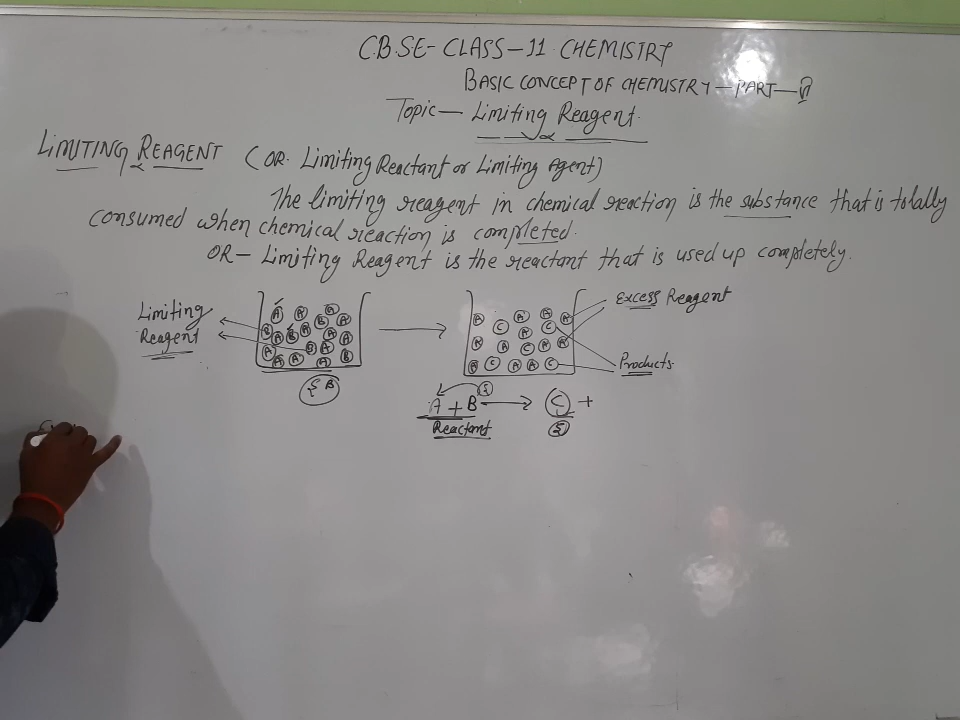 C.B.SE-CLASS-11 CHEMISTRY
BASIC CONCEPT OF CHEMISTRY-PART-
Topic- Limiting Reagent.
LIMITING REAGENT (OR. Limiting Reactant or Limiting Agent)
The limiting reagent in chemical reaction is the substance that is totally
consumed when chemical reaction is completed.
OR- Limiting Reagent is the reactant that is used up completely.
Limiting
Reagent
Excess Reagent
Products
A + B → C +
Reactant